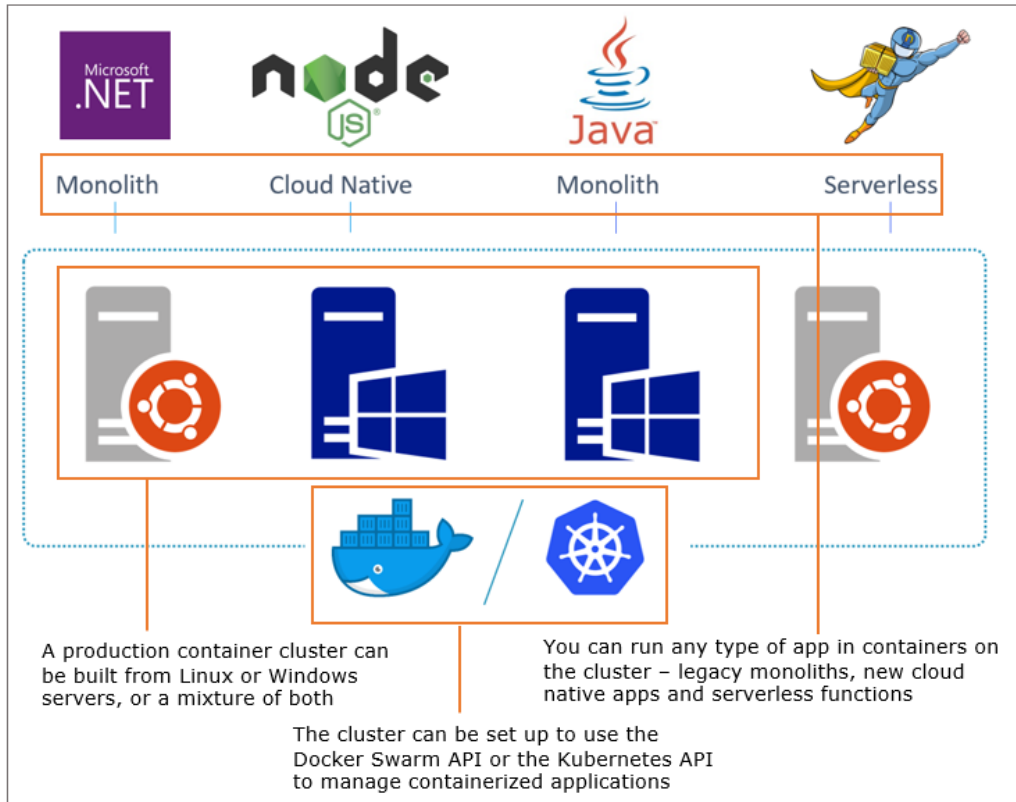 Microsoft
.NET
node
JS
Java
Monolith
Cloud Native
Monolith
Serverless
A production container cluster can
be built from Linux or Windows
servers, or a mixture of both
You can run any type of app in containers on
the cluster – legacy monoliths, new cloud
native apps and serverless functions
The cluster can be set up to use the
Docker Swarm API or the Kubernetes API
to manage containerized applications